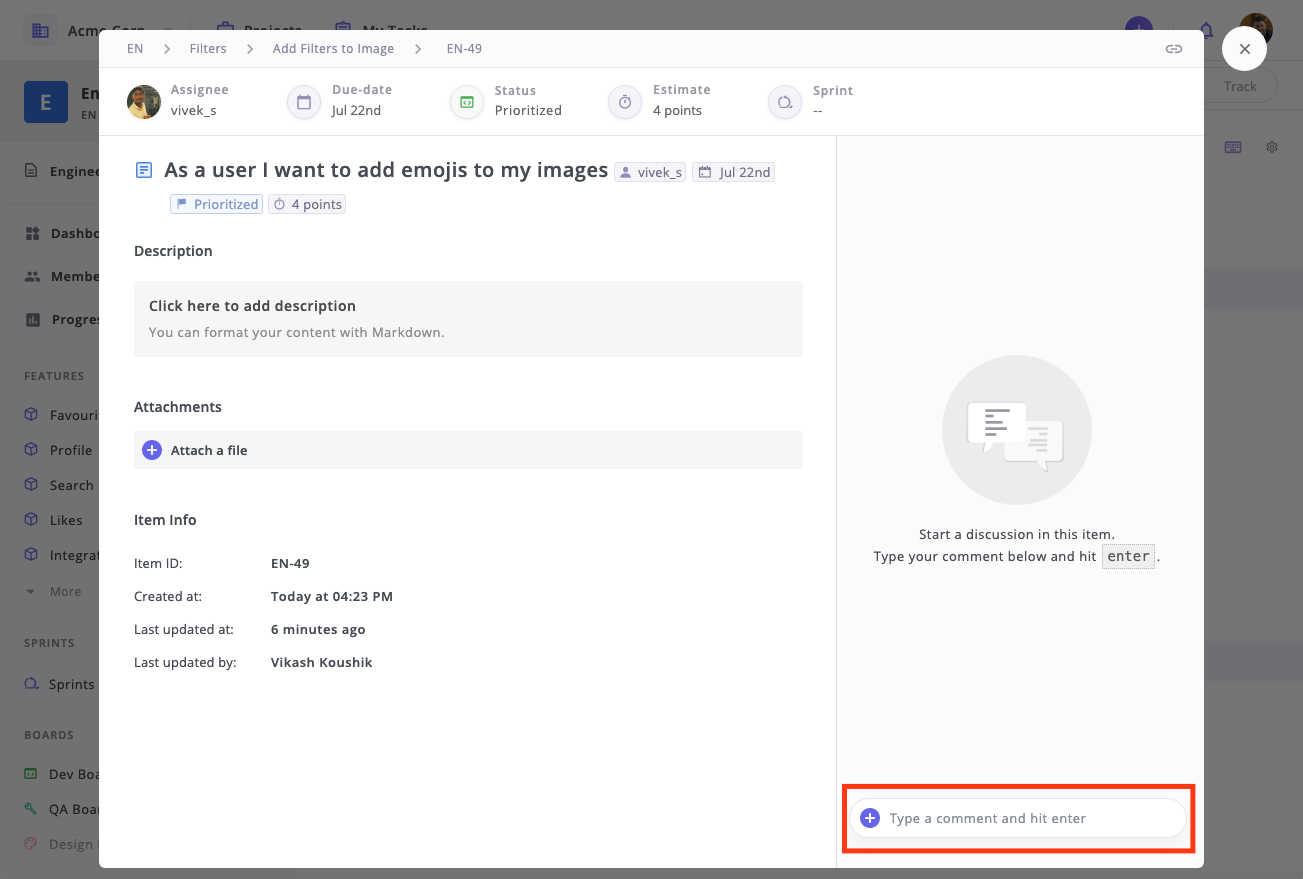 Acme Corp
Projects
My Tasks
EN > Filters > Add Filters to Image > EN-49
Assignee
vivek_s
Due-date
Jul 22nd
Status
Prioritized
Estimate
4 points
Sprint
--
E
En
EN
Track
Enginee
Dashbo
Membe
Progres
FEATURES
Favouri
Profile
Search
Likes
Integrat
More
SPRINTS
Sprints
BOARDS
Dev Boa
QA Boar
Design
As a user I want to add emojis to my images vivek_s Jul 22nd
Prioritized 4 points
Description
Click here to add description
You can format your content with Markdown.
Attachments
Attach a file
Item Info
Item ID: EN-49
Created at: Today at 04:23 PM
Last updated at: 6 minutes ago
Last updated by: Vikash Koushik
Start a discussion in this item.
Type your comment below and hit enter.
Type a comment and hit enter